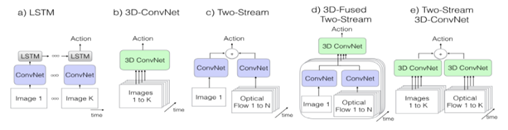 a) LSTM
Action
LSTM
LSTM
ConvNet
ConvNet
Image 1
Image K
time
b) 3D-ConvNet
Action
3D ConvNet
Images
1 to K
time
c) Two-Stream
Action
+
ConvNet
ConvNet
Image 1
Optical
Flow 1 to N
time
d) 3D-Fused
Two-Stream
Action
3D ConvNet
ConvNet
ConvNet
Image 1
Optical
Flow 1 to N
time
e) Two-Stream
3D-ConvNet
Action
+
3D ConvNet
3D ConvNet
Images
1 to K
Optical
Flow 1 to N
time